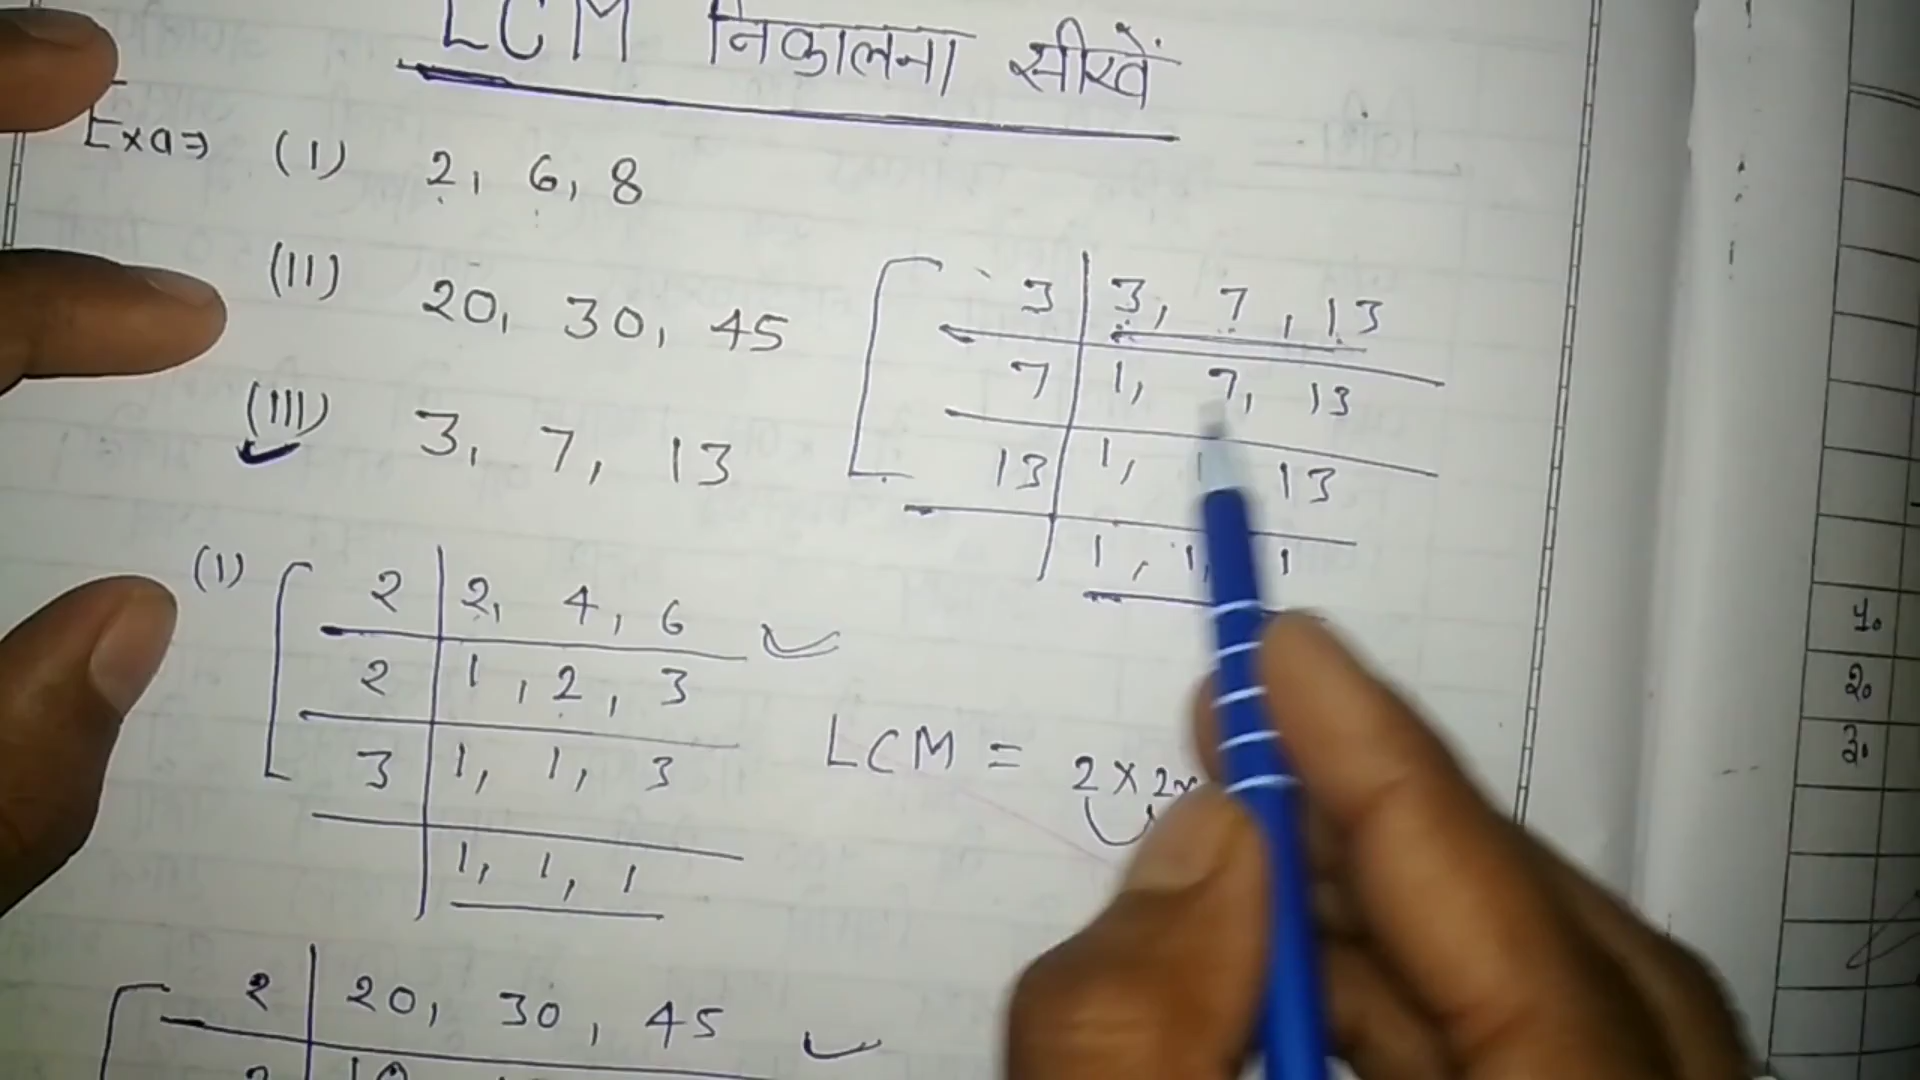 LCM निकालना सीखें
Exa⇒ (I) 2, 6, 8
(II) 20, 30, 45
(III) 3, 7, 13
3 | 3, 7, 13
7 | 1, 7, 13
13 | 1, 1 13
1, 1, 1
(I) 2 | 2, 4, 6
2 | 1, 2, 3
3 | 1, 1, 3
1, 1, 1
LCM = 2×2×
2 | 20, 30, 45